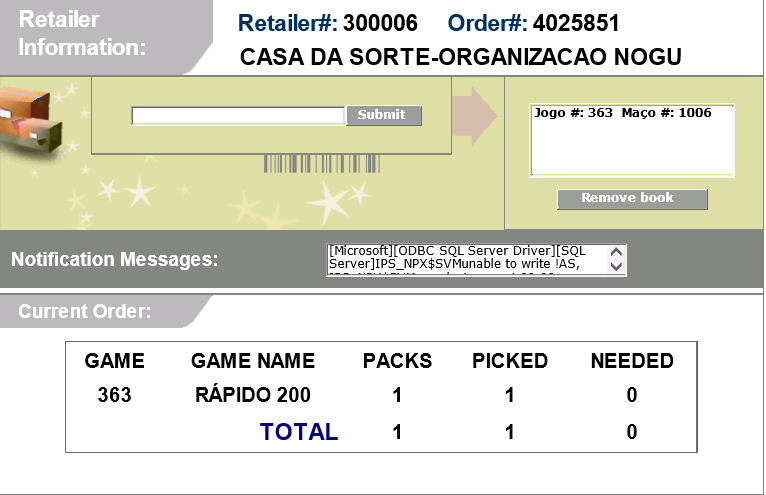 Retailer
Information:
Retailer#: 300006 Order#: 4025851
CASA DA SORTE-ORGANIZACAO NOGU
Submit
Jogo #: 363 Maço #: 1006
Remove book
Notification Messages:
[Microsoft][ODBC SQL Server Driver][SQL
Server]IPS_NPX$SVMunable to write !AS,
Current Order:
GAME GAME NAME PACKS PICKED NEEDED
363 RÁPIDO 200 1 1 0
TOTAL 1 1 0